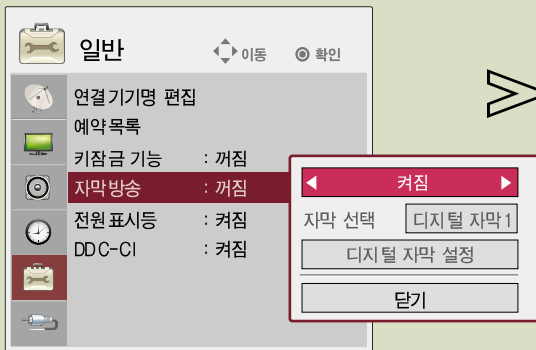 일반 이동 확인
연결기기명 편집
예약목록
키잠금 기능 : 꺼짐
자막방송 : 꺼짐
전원표시등 : 켜짐
DDC-CI : 켜짐
켜짐
자막 선택 디지털 자막1
디지털 자막 설정
닫기